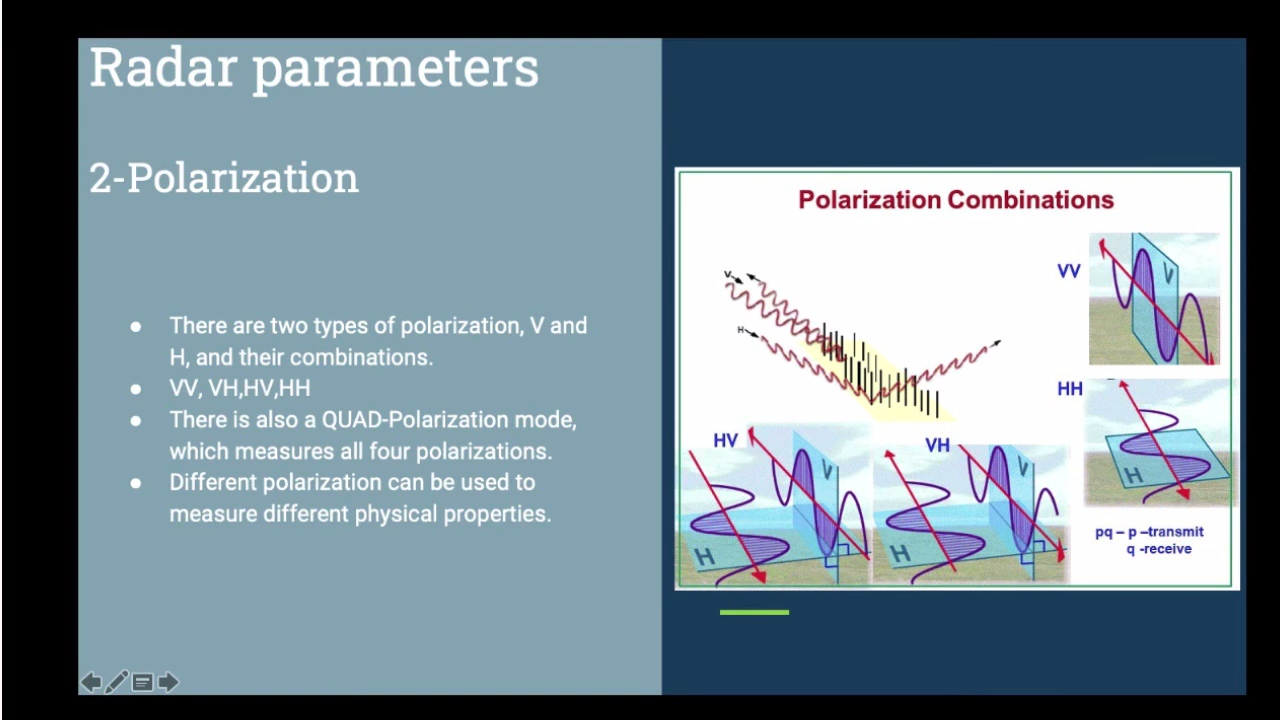 Radar parameters
2-Polarization
● There are two types of polarization, V and
H, and their combinations.
● VV, VH,HV,HH
● There is also a QUAD-Polarization mode,
which measures all four polarizations.
● Different polarization can be used to
measure different physical properties.
Polarization Combinations
V
H
VV
V
HH
H
HV
V
H
VH
V
H
pq – p –transmit
q -receive